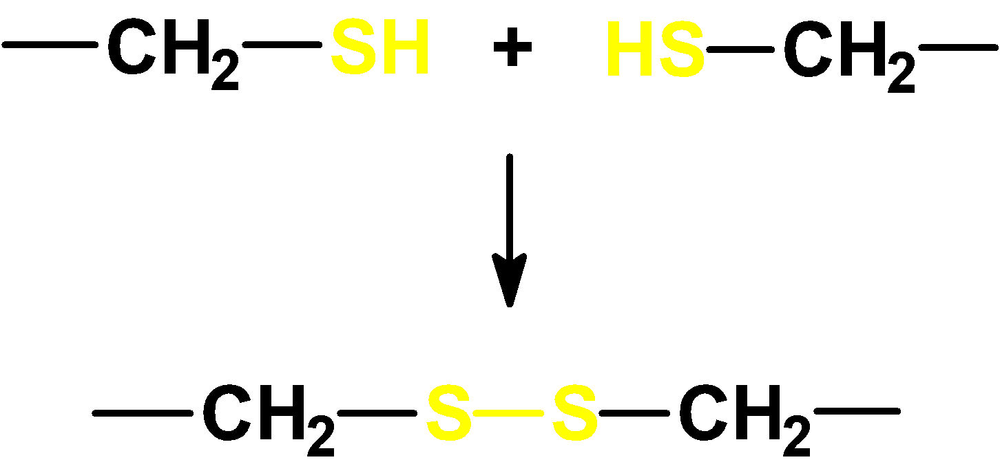 CH₂ SH + HS CH₂
CH₂ S S CH₂